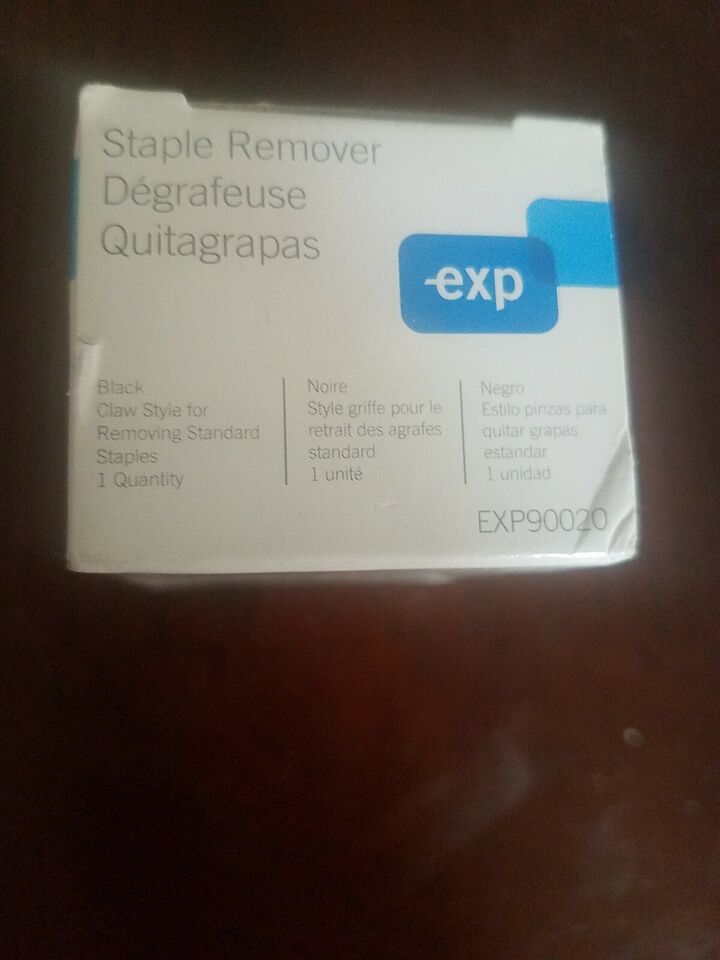 Staple Remover
Dégrafeuse
Quitagrapas
exp
Black
Claw Style for
Removing Standard
Staples
1 Quantity
Noire
Style griffe pour le
retrait des agrafes
standard
1 unité
Negro
Estilo pinzas para
quitar grapas
estándar
1 unidad
EXP90020